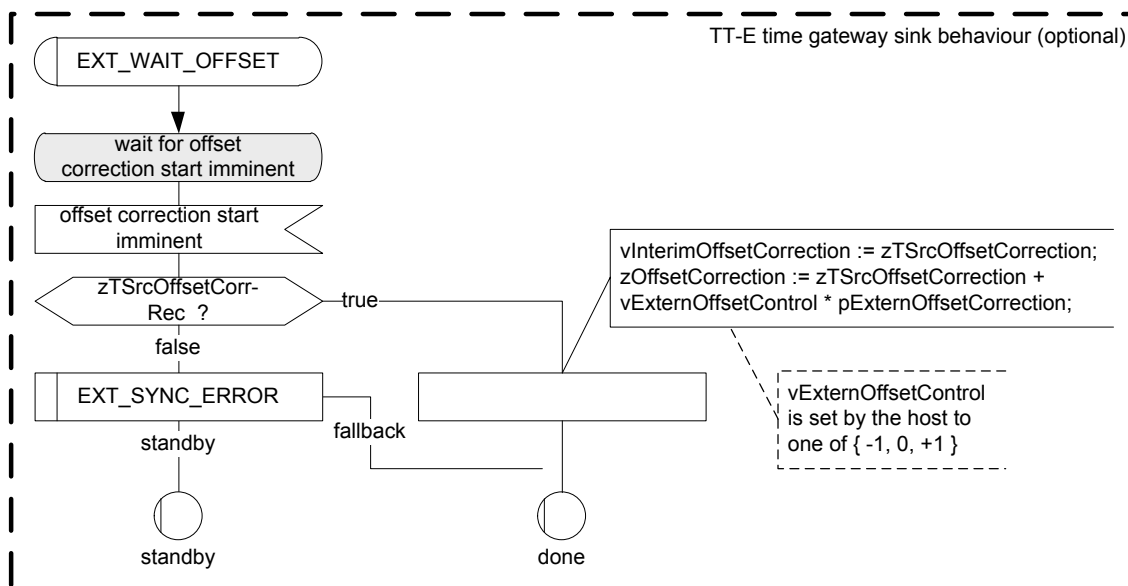 TT-E time gateway sink behaviour (optional)
EXT_WAIT_OFFSET
wait for offset
correction start imminent
offset correction start
imminent
zTSrcOffsetCorr-
Rec ?
true
false
vInterimOffsetCorrection := zTSrcOffsetCorrection;
zOffsetCorrection := zTSrcOffsetCorrection +
vExternOffsetControl * pExternOffsetCorrection;
EXT_SYNC_ERROR
fallback
standby
vExternOffsetControl
is set by the host to
one of { -1, 0, +1 }
standby
done